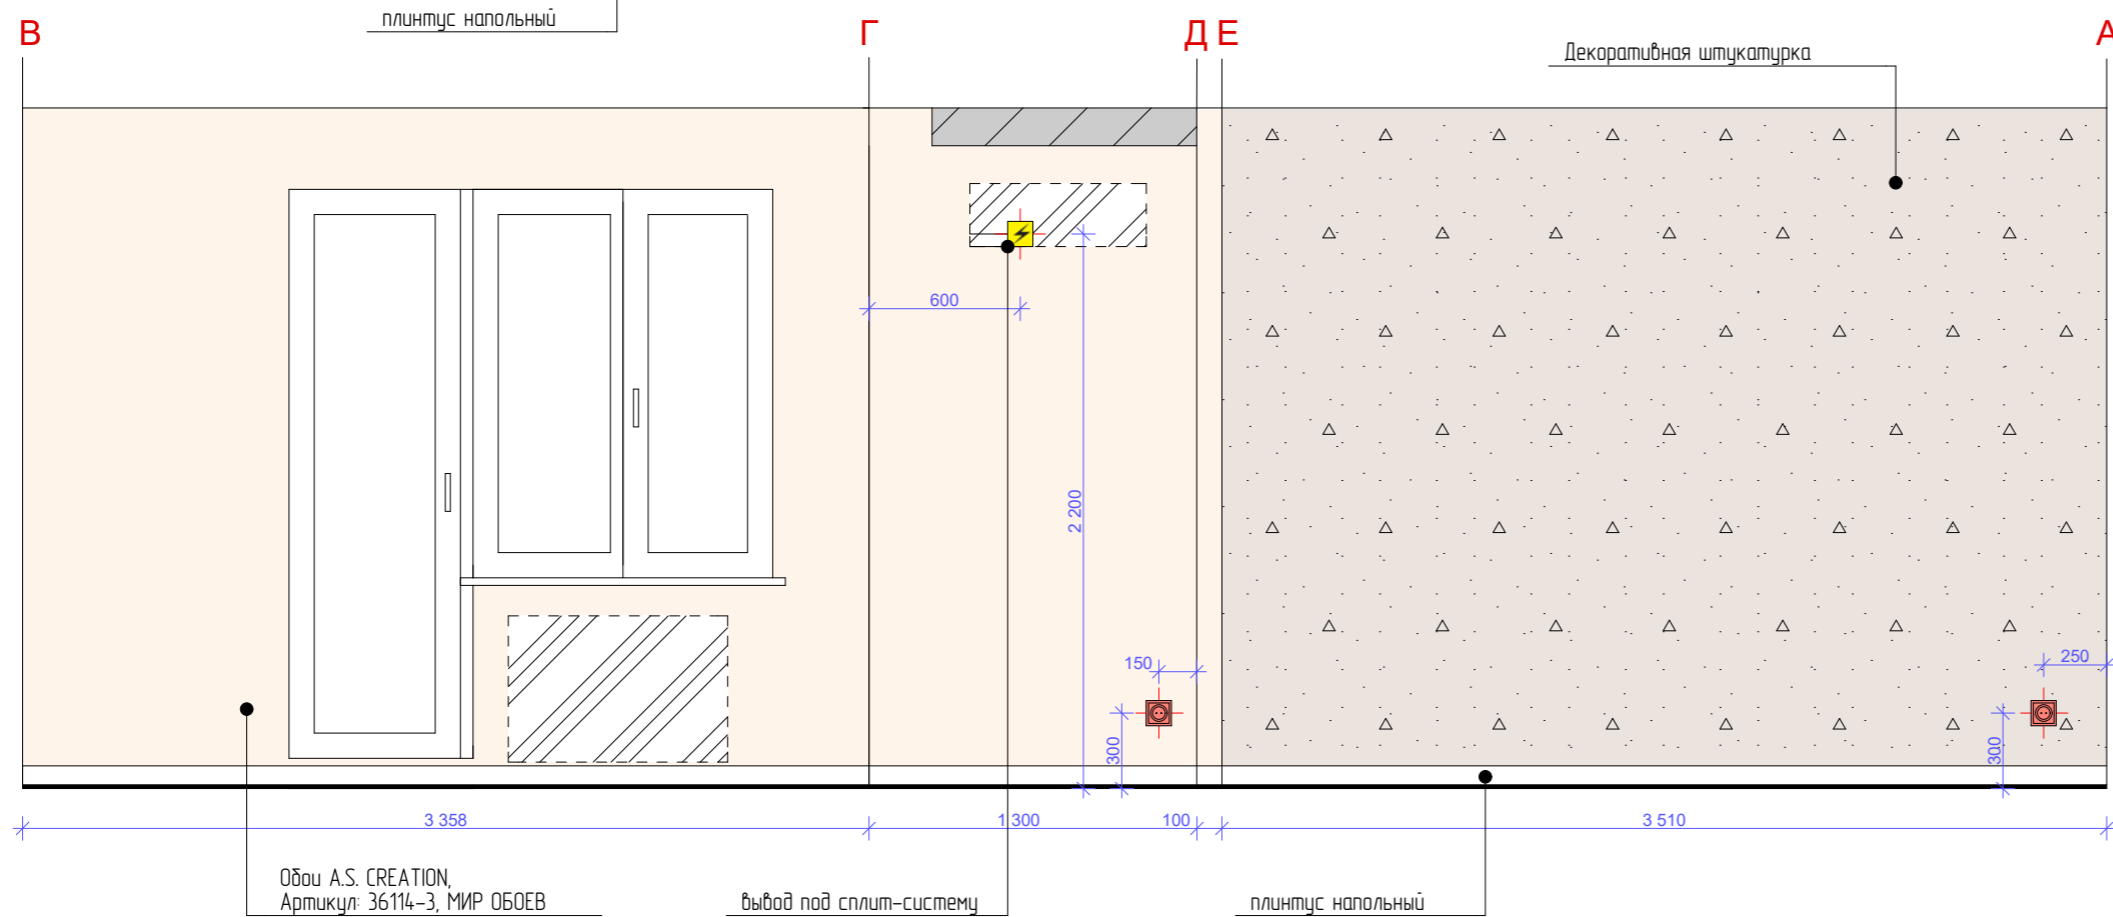 плинтус напольный
В
Г
Д
Е
А
Декоративная штукатурка
600
2 200
150
300
250
300
3 358
1 300
100
3 510
Обои A.S. CREATION,
Артикул: 36114-3, МИР ОБОЕВ
вывод под сплит-систему
плинтус напольный